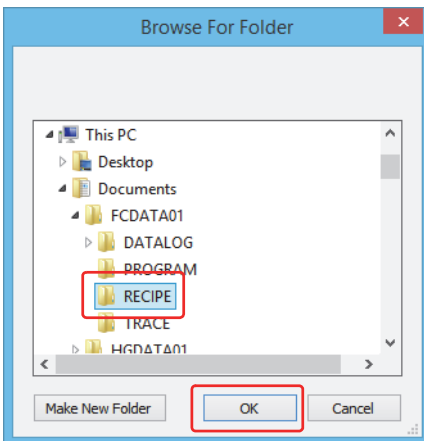 Browse For Folder
This PC
Desktop
Documents
FCDATA01
DATALOG
PROGRAM
RECIPE
TRACE
HGDATA01
Make New Folder OK Cancel